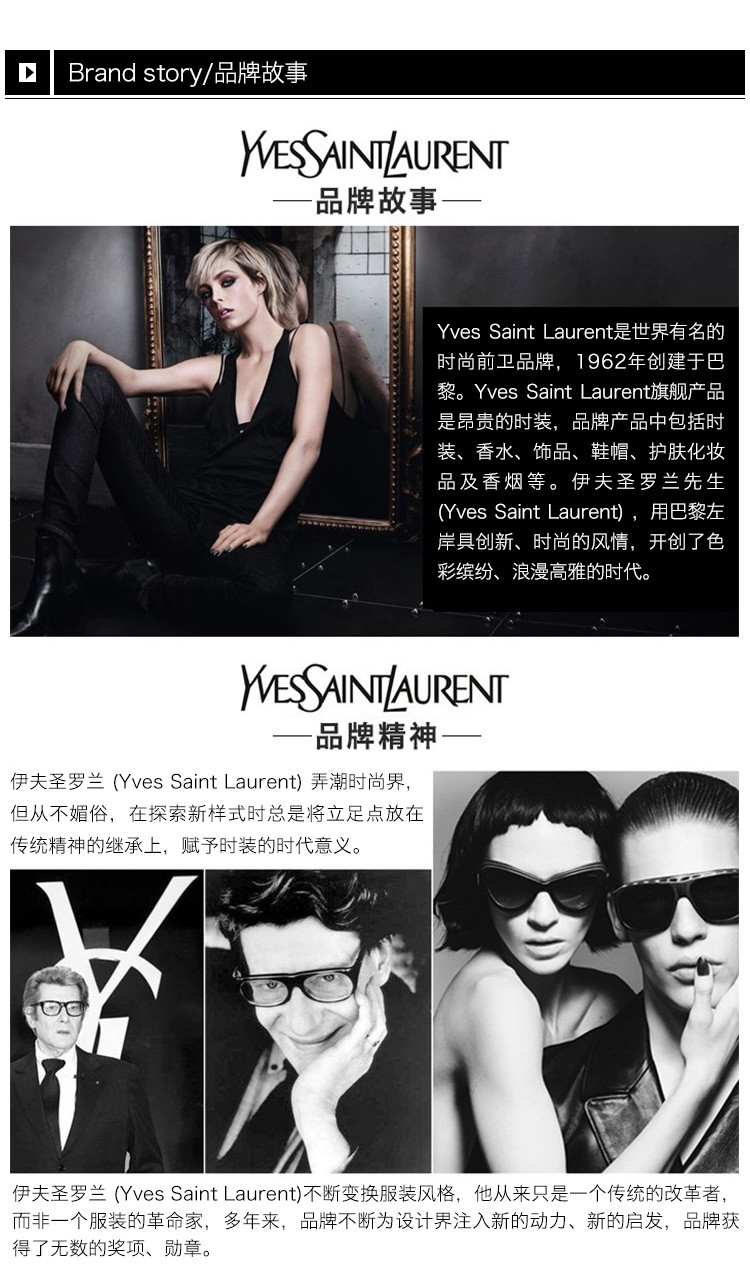 Brand story/品牌故事
YVESSAINTLAURENT
品牌故事
Yves Saint Laurent是世界有名的
时尚前卫品牌，1962年创建于巴
黎。Yves Saint Laurent旗舰产品
是昂贵的时装，品牌产品中包括时
装、香水、饰品、鞋帽、护肤化妆
品及香烟等。伊夫圣罗兰先生
(Yves Saint Laurent) ，用巴黎左
岸具创新、时尚的风情，开创了色
彩缤纷、浪漫高雅的时代。
YVESSAINTLAURENT
品牌精神
伊夫圣罗兰 (Yves Saint Laurent) 弄潮时尚界，
但从不媚俗，在探索新样式时总是将立足点放在
传统精神的继承上，赋予时装的时代意义。
伊夫圣罗兰 (Yves Saint Laurent)不断变换服装风格，他从来只是一个传统的改革者，
而非一个服装的革命家，多年来，品牌不断为设计界注入新的动力、新的启发，品牌获
得了无数的奖项、勋章。